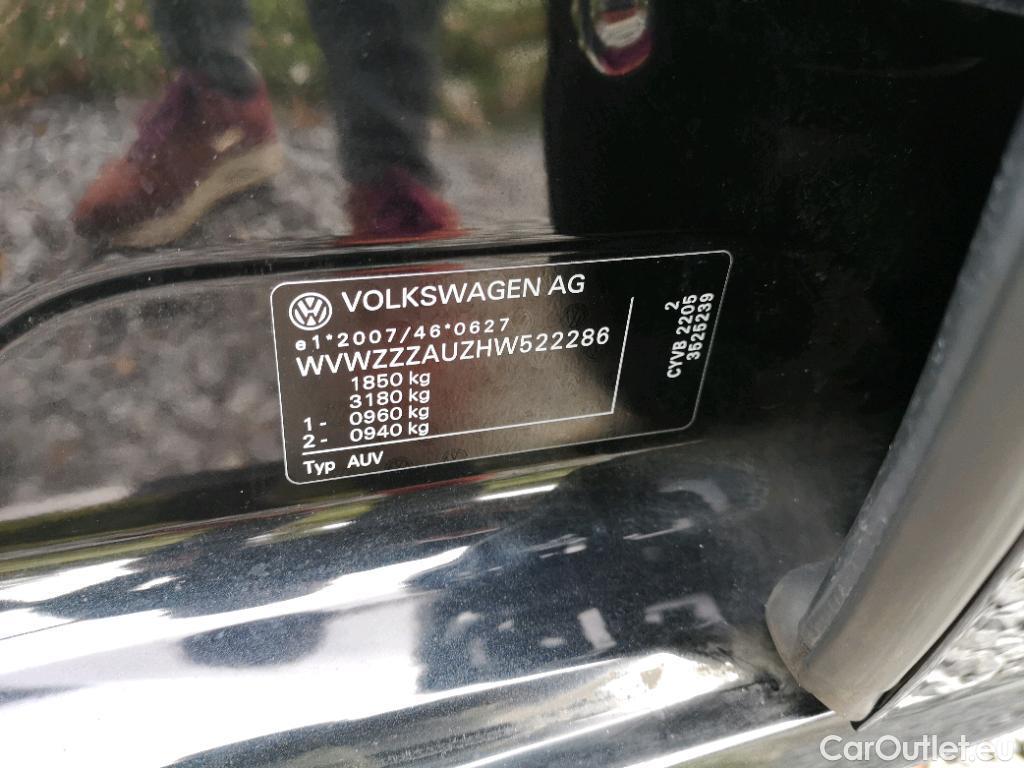 VOLKSWAGEN AG
e1*2007/46*0627
WVWZZZAUZHW522286
1850 kg
3180 kg
1- 0960 kg
2- 0940 kg
Typ AUV
2
CYVB 2205
3525239
CarOutlet.eu